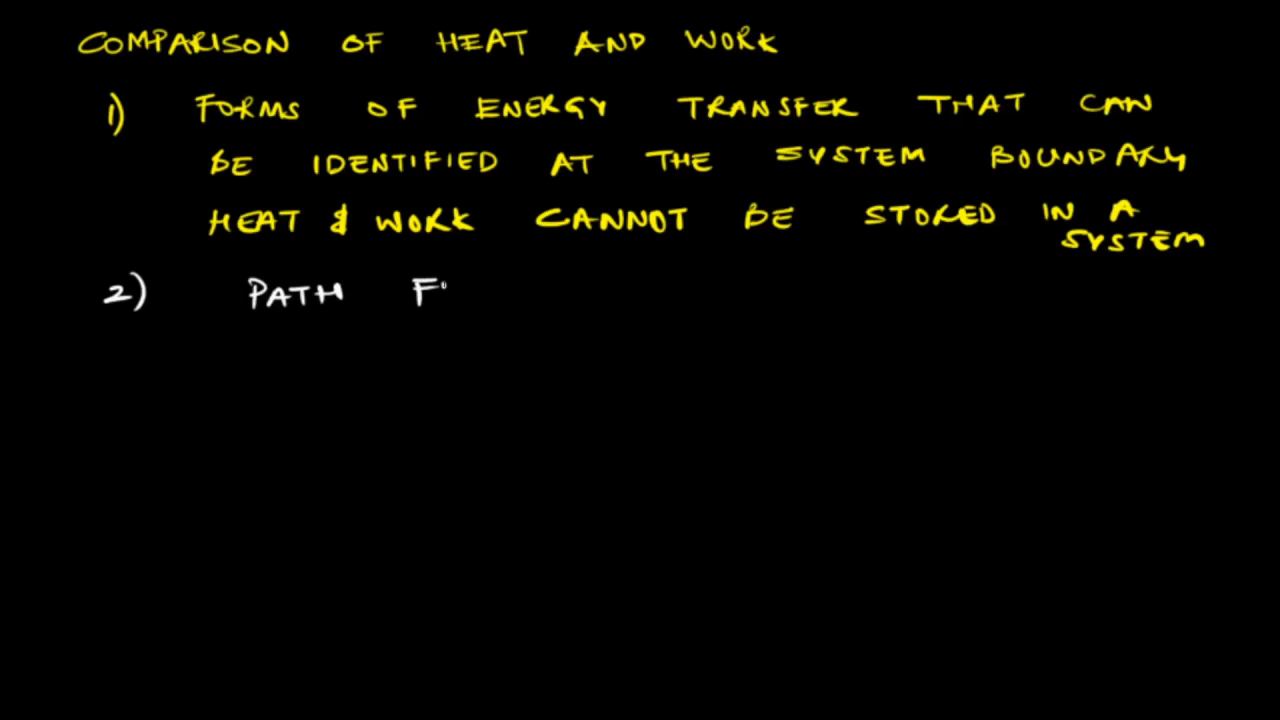 COMPARISON OF HEAT AND WORK
1) FORMS OF ENERGY TRANSFER THAT CAN
BE IDENTIFIED AT THE SYSTEM BOUNDARY
HEAT & WORK CANNOT BE STORED IN A
SYSTEM
2) PATH F